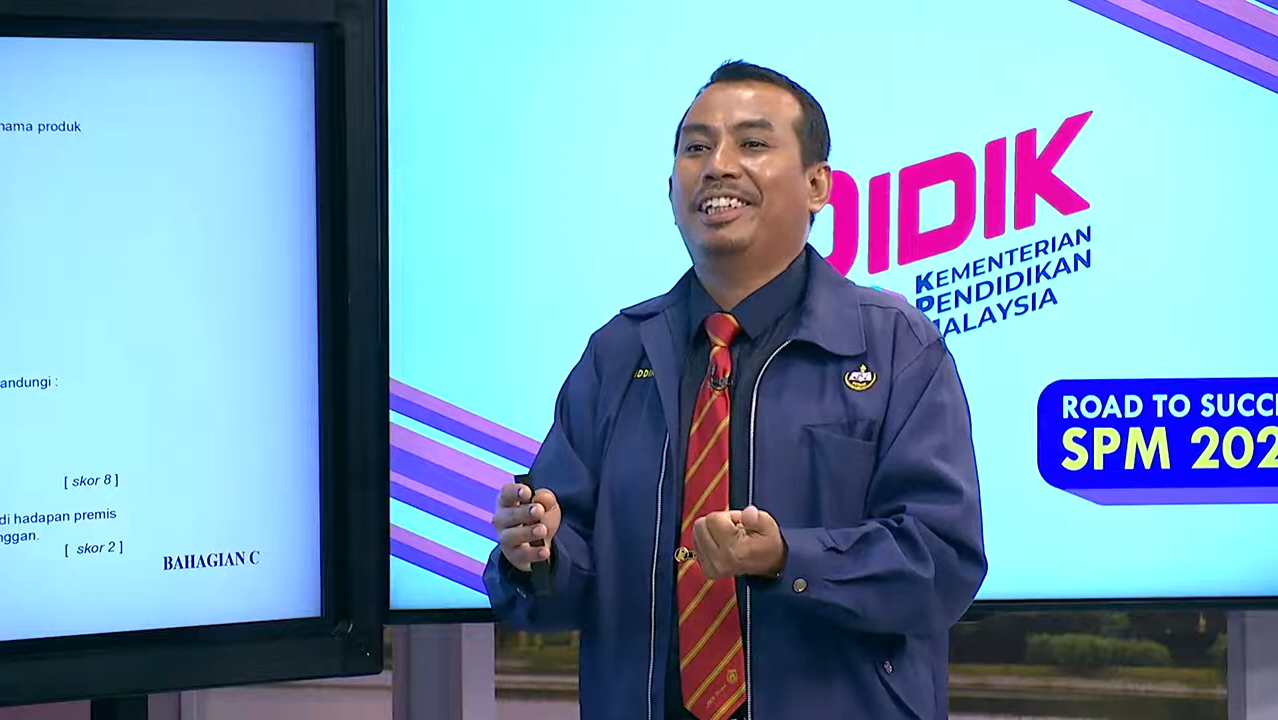 nama produk
andungi :
[ skor 8 ]
di hadapan premis
nggan.
[ skor 2 ]
BAHAGIAN C
DIDIK
KEMENTERIAN
PENDIDIKAN
MALAYSIA
ROAD TO SUCC
SPM 202